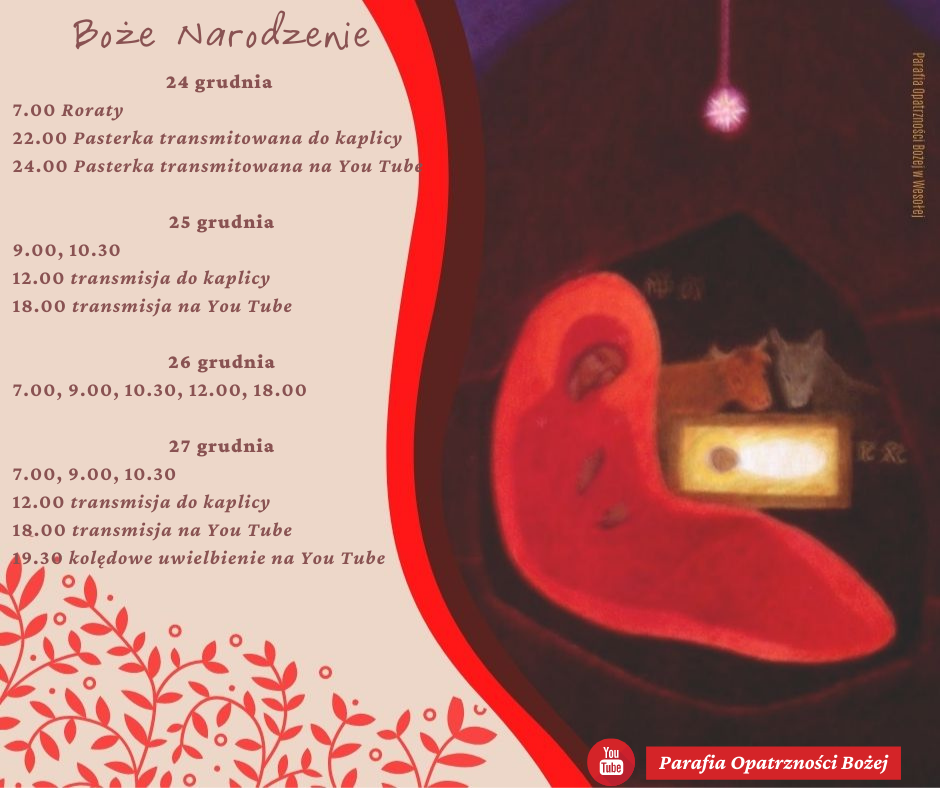 Boże Narodzenie
24 grudnia
7.00 Roraty
22.00 Pasterka transmitowana do kaplicy
24.00 Pasterka transmitowana na You Tube
25 grudnia
9.00, 10.30
12.00 transmisja do kaplicy
18.00 transmisja na You Tube
26 grudnia
7.00, 9.00, 10.30, 12.00, 18.00
27 grudnia
7.00, 9.00, 10.30
12.00 transmisja do kaplicy
18.00 transmisja na You Tube
19.30 kolędowe uwielbienie na You Tube
Parafia Opatrzności Bożej w Wesołej
You
Tube
Parafia Opatrzności Bożej